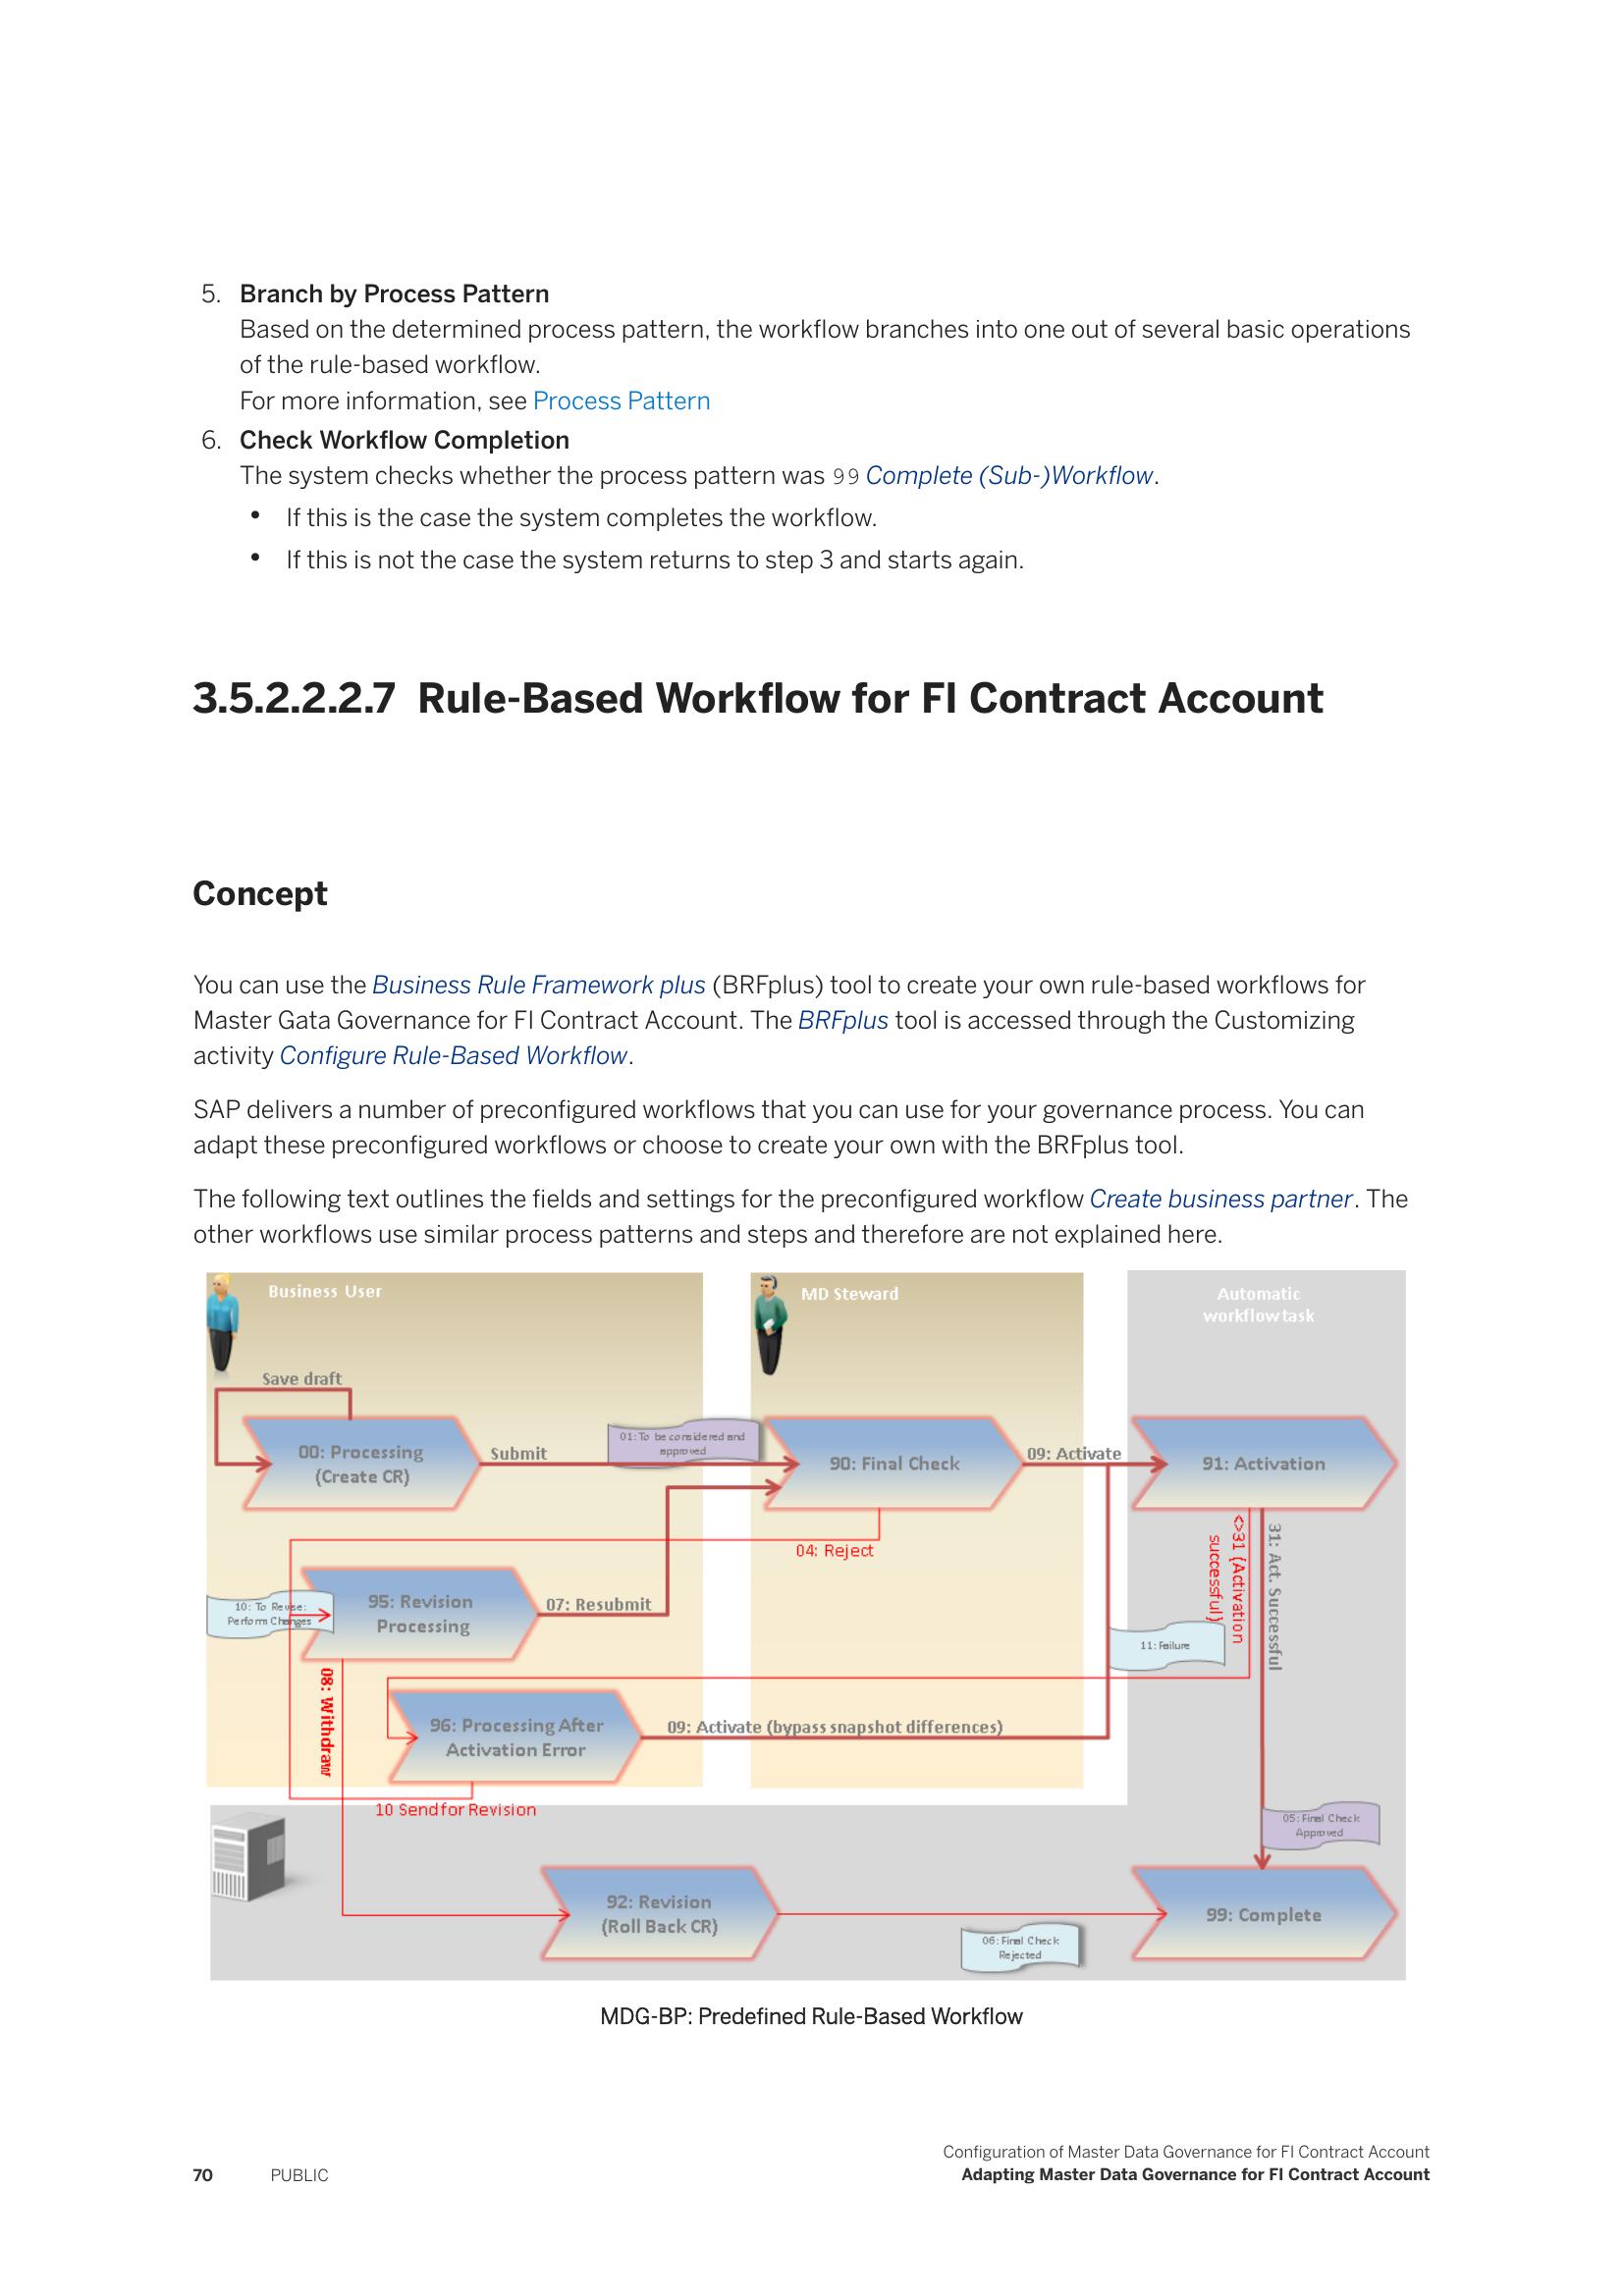 5. Branch by Process Pattern
Based on the determined process pattern, the workflow branches into one out of several basic operations
of the rule-based workflow.
For more information, see Process Pattern
6. Check Workflow Completion
The system checks whether the process pattern was 99 Complete (Sub-)Workflow.
• If this is the case the system completes the workflow.
• If this is not the case the system returns to step 3 and starts again.
3.5.2.2.2.7 Rule-Based Workflow for FI Contract Account
Concept
You can use the Business Rule Framework plus (BRFplus) tool to create your own rule-based workflows for
Master Gata Governance for FI Contract Account. The BRFplus tool is accessed through the Customizing
activity Configure Rule-Based Workflow.
SAP delivers a number of preconfigured workflows that you can use for your governance process. You can
adapt these preconfigured workflows or choose to create your own with the BRFplus tool.
The following text outlines the fields and settings for the preconfigured workflow Create business partner. The
other workflows use similar process patterns and steps and therefore are not explained here.
Business User
MD Steward
Automatic
workflow task
Save draft
00: Processing
(Create CR)
Submit
01: To be considered and
approved
90: Final Check
09: Activate
91: Activation
04: Reject
<>31 (Activation
successful)
31: Act. Successful
10: To Revise:
Perform Changes
95: Revision
Processing
07: Resubmit
11: Failure
08: Withdraw
96: Processing After
Activation Error
09: Activate (bypass snapshot differences)
10 Send for Revision
05: Final Check
Approved
92: Revision
(Roll Back CR)
06: Final Check
Rejected
99: Complete
MDG-BP: Predefined Rule-Based Workflow
Configuration of Master Data Governance for FI Contract Account
70 PUBLIC Adapting Master Data Governance for FI Contract Account